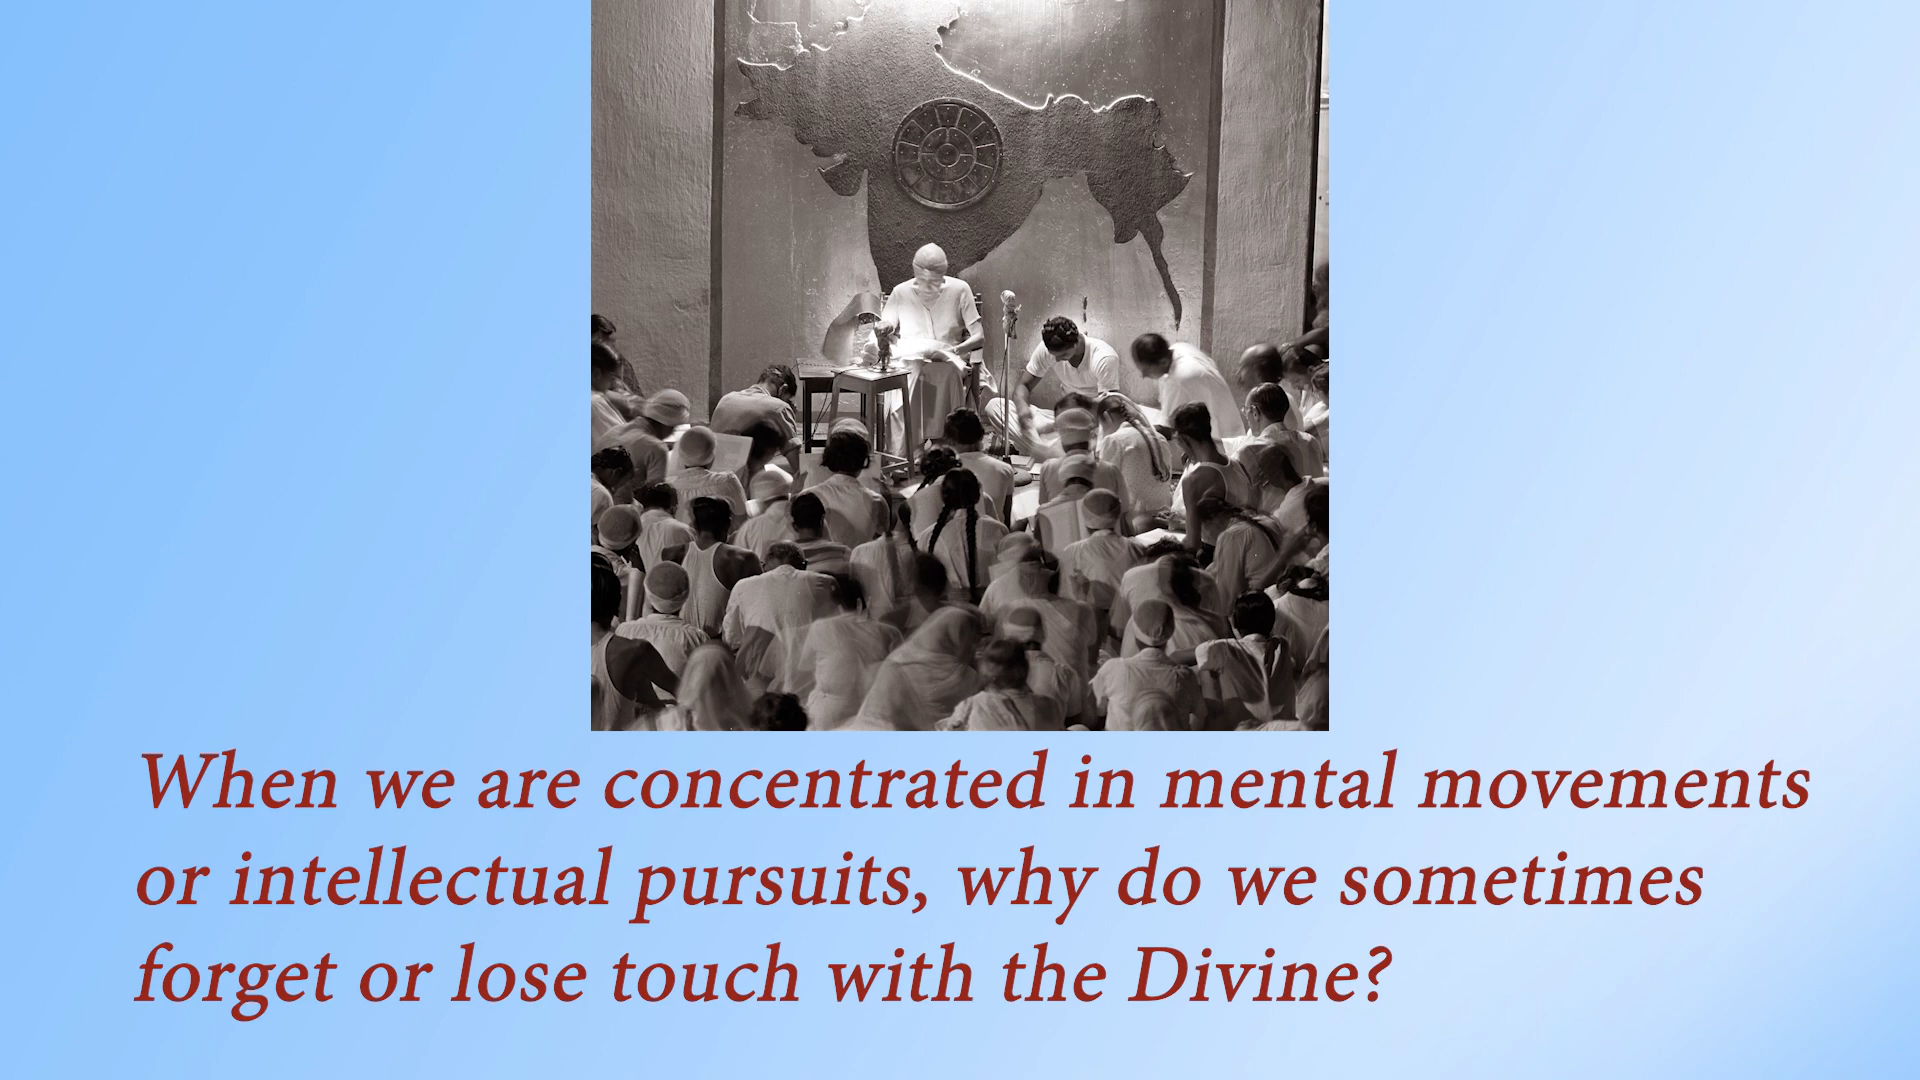 When we are concentrated in mental movements
or intellectual pursuits, why do we sometimes
forget or lose touch with the Divine?